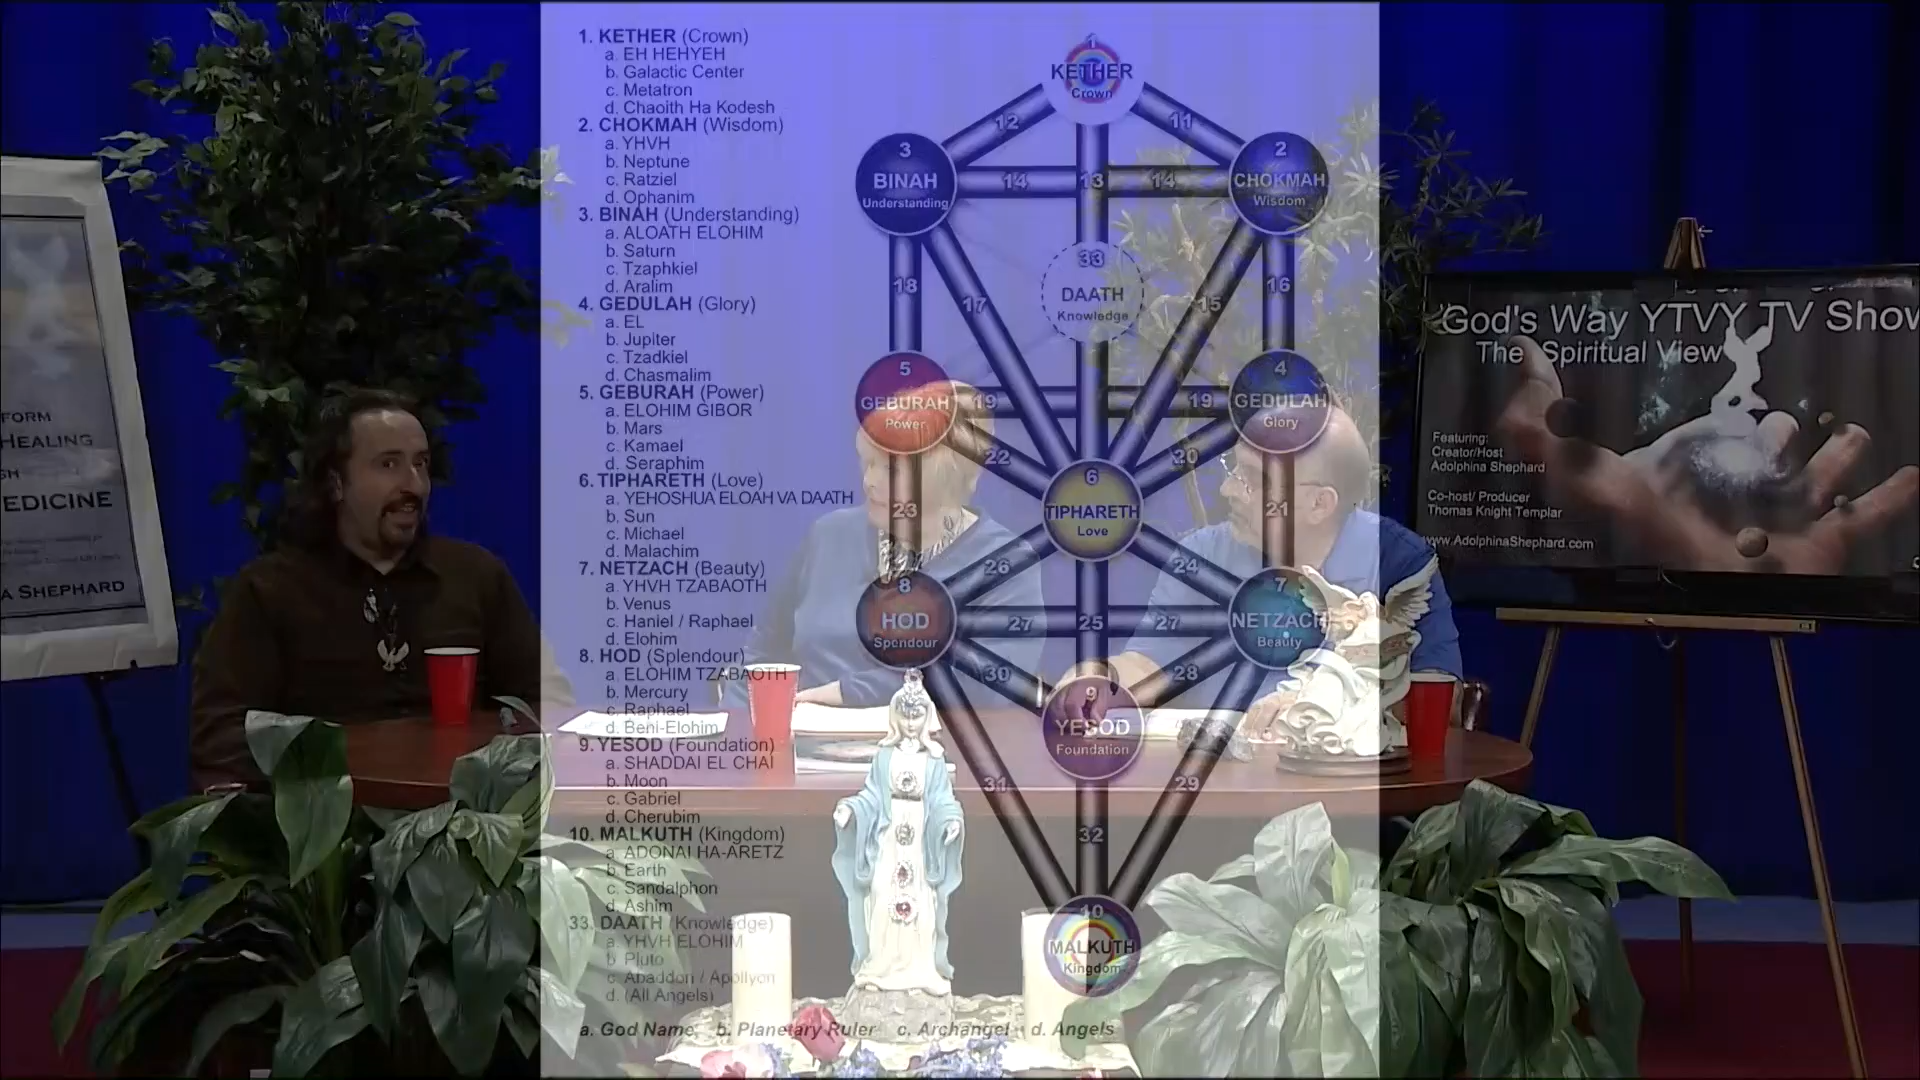 1. KETHER (Crown)
a. EH HEHYEH
b. Galactic Center
c. Metatron
d. Chaoith Ha Kodesh
2. CHOKMAH (Wisdom)
a. YHVH
b. Neptune
c. Ratziel
d. Ophanim
3. BINAH (Understanding)
a. ALOATH ELOHIM
b. Saturn
c. Tzaphkiel
d. Aralim
4. GEDULAH (Glory)
a. EL
b. Jupiter
c. Tzadkiel
d. Chasmalim
5. GEBURAH (Power)
a. ELOHIM GIBOR
b. Mars
c. Kamael
d. Seraphim
6. TIPHARETH (Love)
a. YEHOSHUA ELOAH VA DAATH
b. Sun
c. Michael
d. Malachim
7. NETZACH (Beauty)
a. YHVH TZABAOTH
b. Venus
c. Haniel / Raphael
d. Elohim
8. HOD (Splendour)
a. ELOHIM TZABAOTH
b. Mercury
c. Raphael
d. Beni-Elohim
9. YESOD (Foundation)
a. SHADDAI EL CHAI
b. Moon
c. Gabriel
d. Cherubim
10. MALKUTH (Kingdom)
a. ADONAI HA-ARETZ
b. Earth
c. Sandalphon
d. Ashim
33. DAATH (Knowledge)
a. YHVH ELOHIM
b. Pluto
c. Abaddon / Apollyon
d. (All Angels)
a. God Name b. Planetary Ruler c. Archangel d. Angels
1
KETHER
Crown
12
11
3
BINAH
Understanding
2
CHOKMAH
Wisdom
14
13
14
33
DAATH
Knowledge
18
17
15
16
5
GEBURAH
Power
4
GEDULAH
Glory
19
19
22
20
6
TIPHARETH
Love
23
21
26
24
8
HOD
Spendour
7
NETZACH
Beauty
27
25
27
30
28
9
YESOD
Foundation
31
29
32
10
MALKUTH
Kingdom
FORM
HEALING
EDICINE
A SHEPHARD
God's Way YTVY TV Show
The Spiritual View
Featuring:
Creator/Host
Adolphina Shephard
Co-host/ Producer
Thomas Knight Templar
www.AdolphinaShephard.com